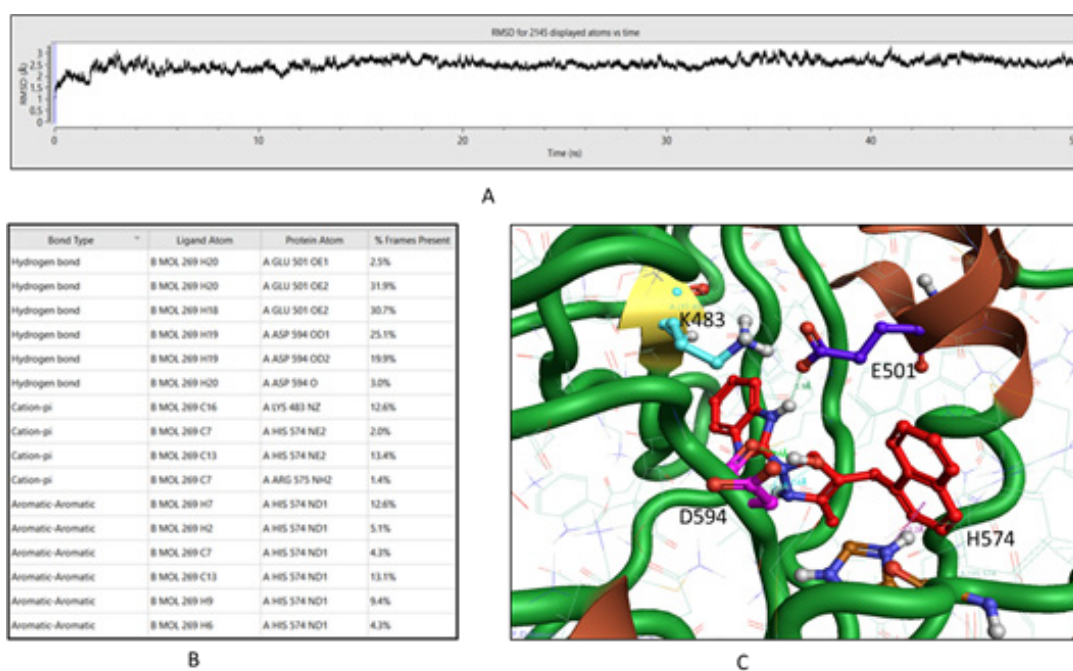 RMSD for 2145 displayed atoms vs time
RMSD (Å)
3
2.5
2
1.5
1
0.5
0
0 10 20 30 40 5
Time (ns)
A
Bond Type Ligand Atom Protein Atom % Frames Present
Hydrogen bond B MOL 269 H20 A GLU 501 OE1 2.5%
Hydrogen bond B MOL 269 H20 A GLU 501 OE2 31.9%
Hydrogen bond B MOL 269 H18 A GLU 501 OE2 30.7%
Hydrogen bond B MOL 269 H19 A ASP 594 OD1 25.1%
Hydrogen bond B MOL 269 H19 A ASP 594 OD2 19.9%
Hydrogen bond B MOL 269 H20 A ASP 594 O 3.0%
Cation-pi B MOL 269 C16 A LYS 483 NZ 12.6%
Cation-pi B MOL 269 C7 A HIS 574 NE2 2.0%
Cation-pi B MOL 269 C13 A HIS 574 NE2 13.4%
Cation-pi B MOL 269 C7 A ARG 575 NH2 1.4%
Aromatic-Aromatic B MOL 269 H7 A HIS 574 ND1 12.6%
Aromatic-Aromatic B MOL 269 H2 A HIS 574 ND1 5.1%
Aromatic-Aromatic B MOL 269 C7 A HIS 574 ND1 4.3%
Aromatic-Aromatic B MOL 269 C13 A HIS 574 ND1 13.1%
Aromatic-Aromatic B MOL 269 H9 A HIS 574 ND1 9.4%
Aromatic-Aromatic B MOL 269 H6 A HIS 574 ND1 4.3%
B
K483
E501
D594
H574
C